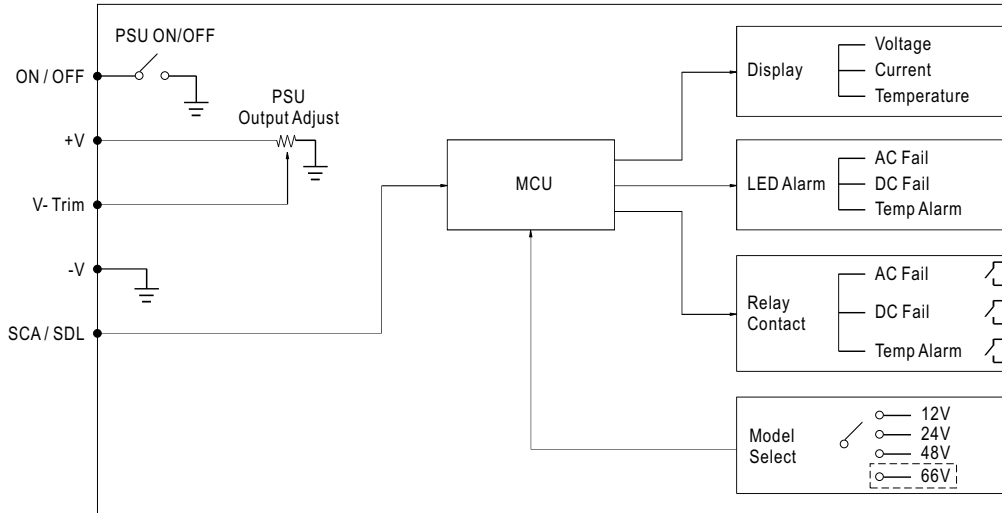 PSU ON/OFF
ON / OFF
PSU
Output Adjust
+V
V- Trim
-V
SCA / SDL
MCU
Display
Voltage
Current
Temperature
LED Alarm
AC Fail
DC Fail
Temp Alarm
Relay
Contact
AC Fail
DC Fail
Temp Alarm
Model
Select
12V
24V
48V
66V